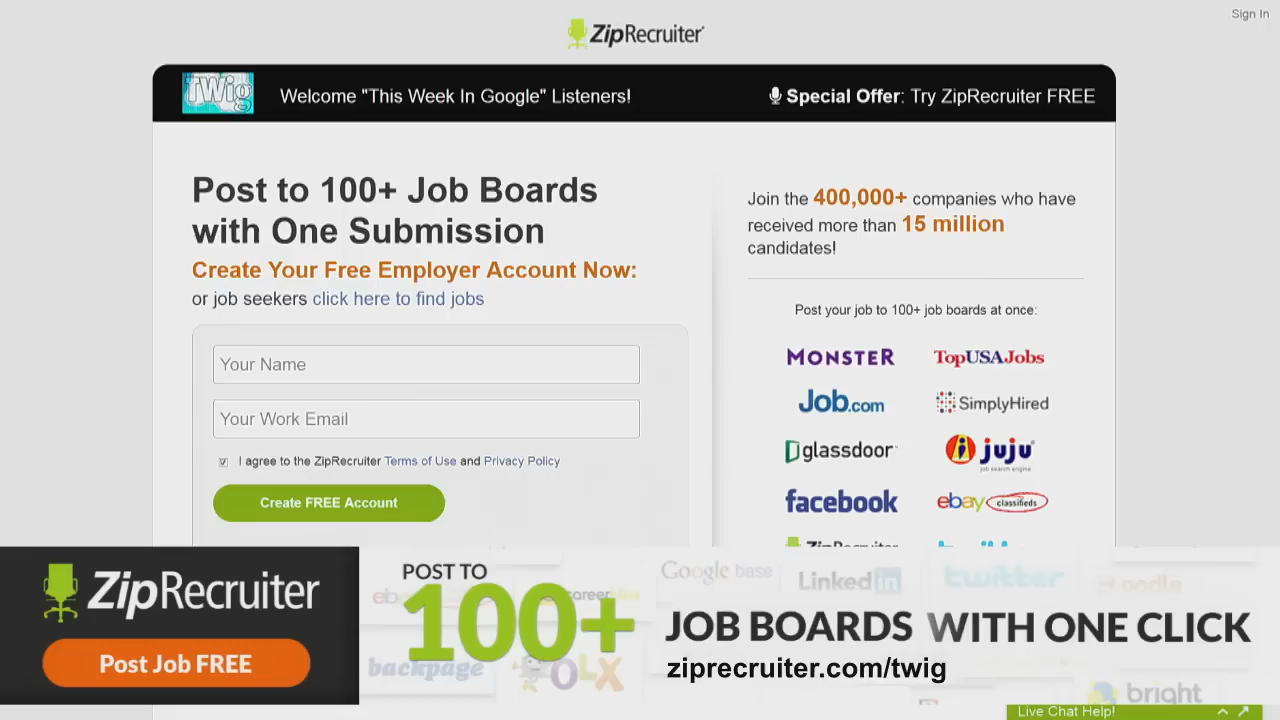 Sign In
ZipRecruiter
TWiG
Welcome "This Week In Google" Listeners!
Special Offer: Try ZipRecruiter FREE
Post to 100+ Job Boards
with One Submission
Create Your Free Employer Account Now:
or job seekers click here to find jobs
Your Name
Your Work Email
I agree to the ZipRecruiter Terms of Use and Privacy Policy
Create FREE Account
Join the 400,000+ companies who have
received more than 15 million
candidates!
Post your job to 100+ job boards at once:
MONSTER TopUSAJobs
Job.com SimplyHired
glassdoor juju
job search engine
facebook ebay classifieds
ZipRecruiter
ZipRecruiter
Post Job FREE
POST TO
100+
JOB BOARDS WITH ONE CLICK
ziprecruiter.com/twig
Google base
LinkedIn
twitter
backpage
OLX
bright
Live Chat Help!